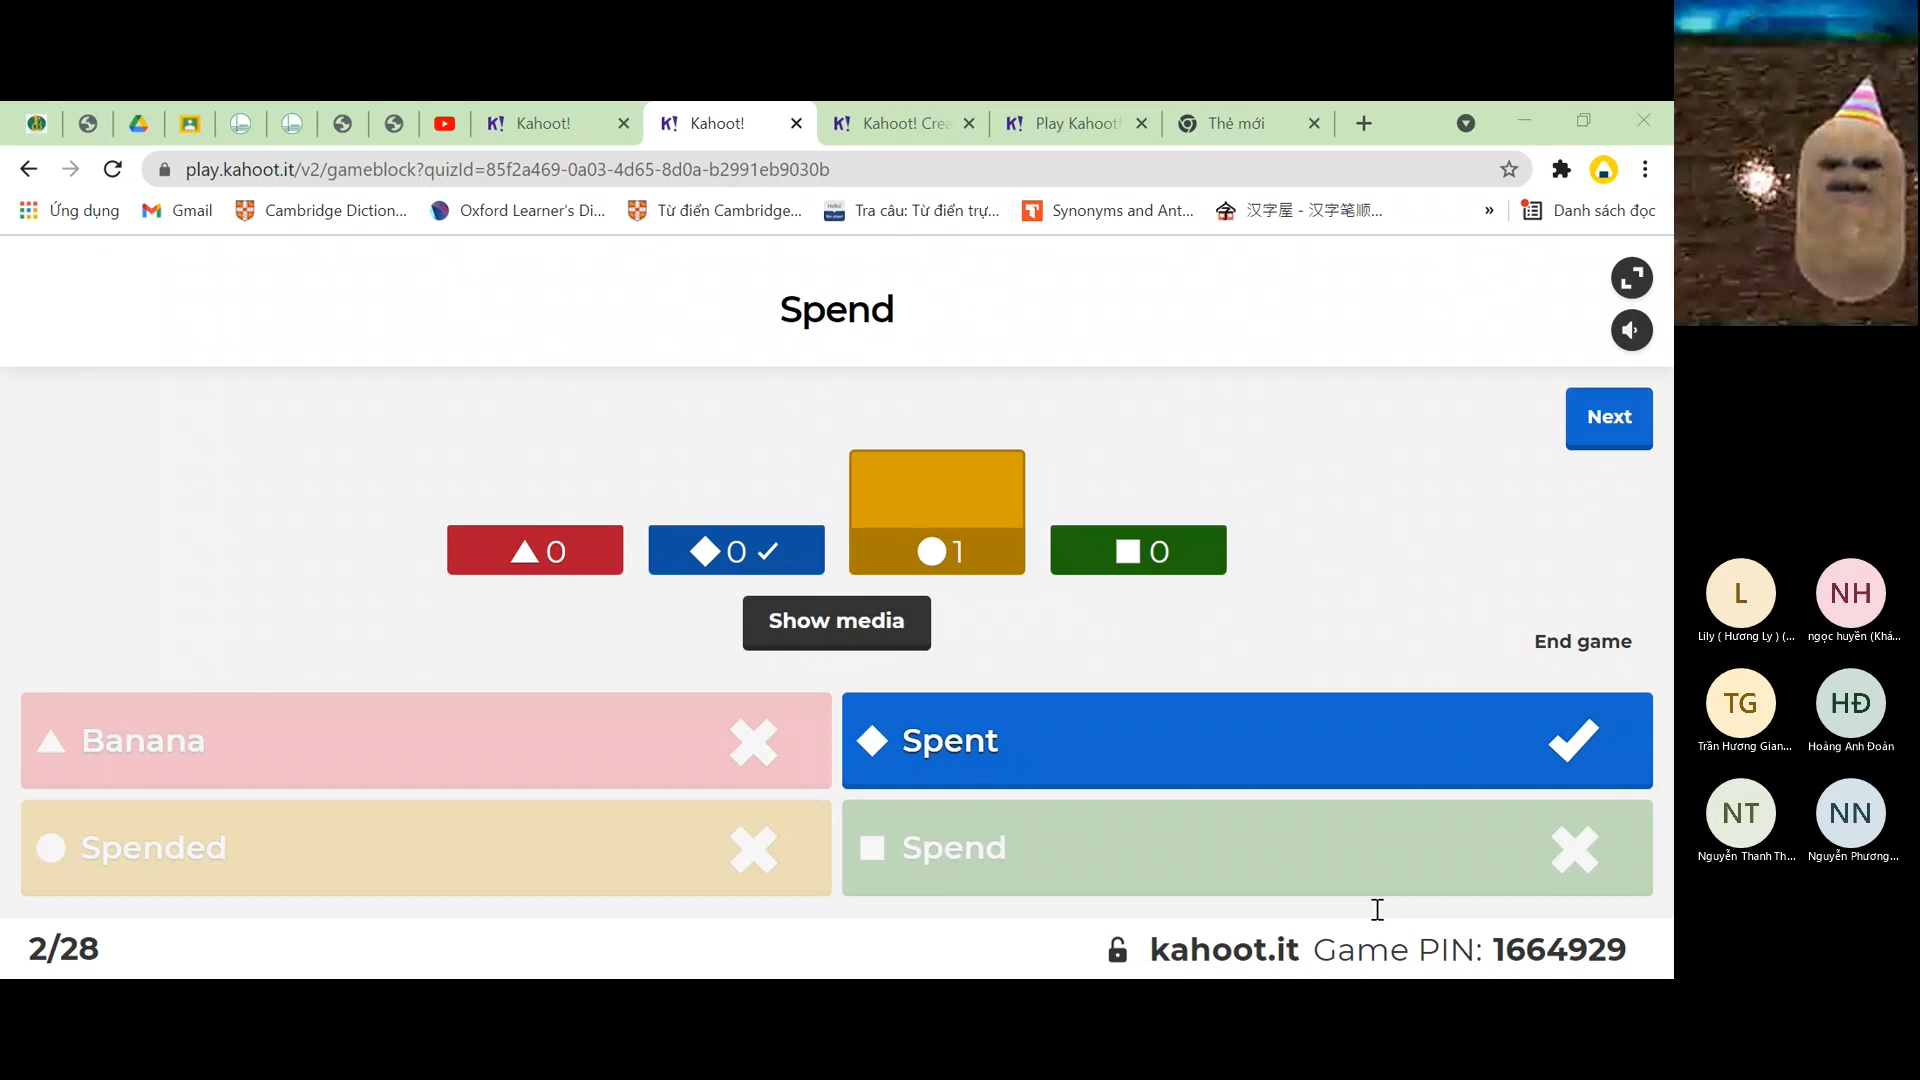 Kahoot!
Kahoot!
Kahoot! Crea
Play Kahoot!
Thẻ mới
play.kahoot.it/v2/gameblock?quizId=85f2a469-0a03-4d65-8d0a-b2991eb9030b
Ứng dụng
Gmail
Cambridge Diction...
Oxford Learner's Di...
Từ điển Cambridge...
Tra câu: Từ điển trự...
Synonyms and Ant...
汉字屋 - 汉字笔顺...
»
Danh sách đọc
Spend
Next
0
0
1
0
Show media
End game
Banana
Spent
Spended
Spend
2/28
kahoot.it Game PIN: 1664929
L
NH
Lily ( Hương Ly ) (...
ngọc huyền (Khá...
TG
HĐ
Trần Hương Gian...
Hoàng Anh Đoàn
NT
NN
Nguyễn Thanh Th...
Nguyễn Phương...